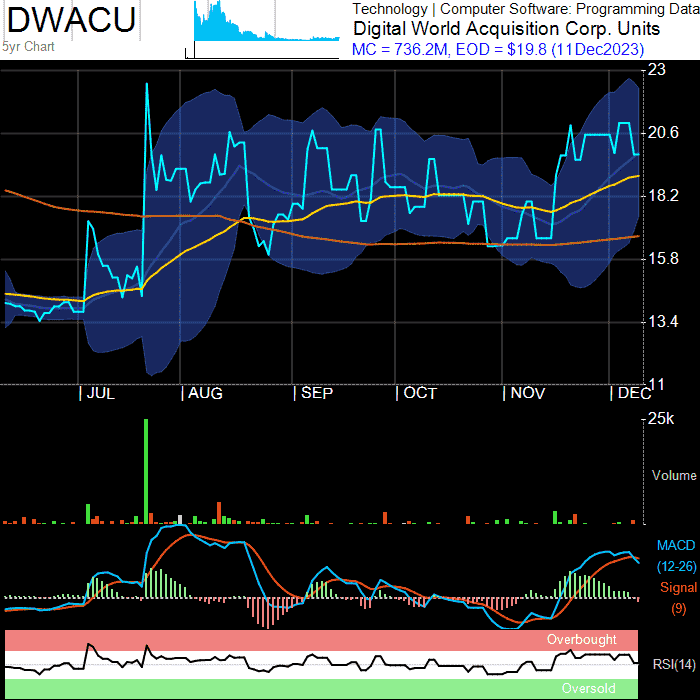 DWACU
5yr Chart
Technology | Computer Software: Programming Data
Digital World Acquisition Corp. Units
MC = 736.2M, EOD = $19.8 (11Dec2023)
23
20.6
18.2
15.8
13.4
11
| JUL | AUG | SEP | OCT | NOV | DEC
25k
Volume
MACD
(12-26)
Signal
(9)
Overbought
RSI(14)
Oversold